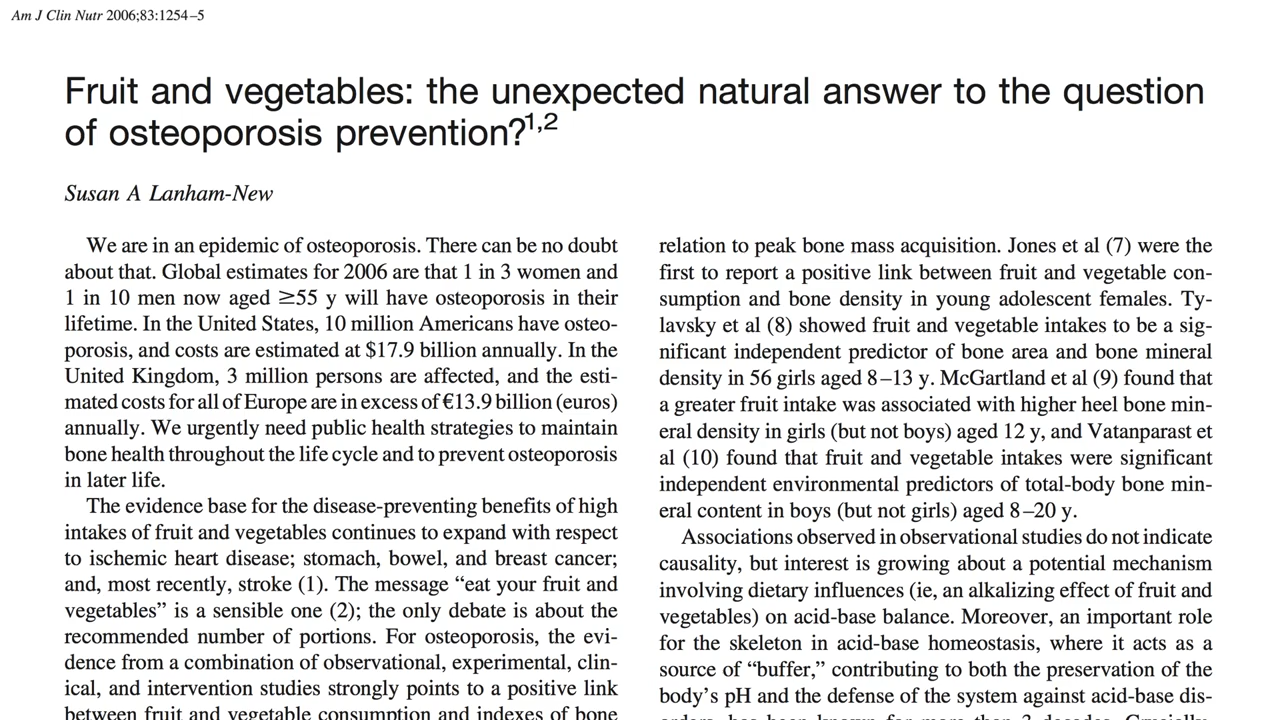 Am J Clin Nutr 2006;83:1254–5
Fruit and vegetables: the unexpected natural answer to the question
of osteoporosis prevention?1,2
Susan A Lanham-New
We are in an epidemic of osteoporosis. There can be no doubt
about that. Global estimates for 2006 are that 1 in 3 women and
1 in 10 men now aged ≥55 y will have osteoporosis in their
lifetime. In the United States, 10 million Americans have osteo-
porosis, and costs are estimated at $17.9 billion annually. In the
United Kingdom, 3 million persons are affected, and the esti-
mated costs for all of Europe are in excess of €13.9 billion (euros)
annually. We urgently need public health strategies to maintain
bone health throughout the life cycle and to prevent osteoporosis
in later life.
The evidence base for the disease-preventing benefits of high
intakes of fruit and vegetables continues to expand with respect
to ischemic heart disease; stomach, bowel, and breast cancer;
and, most recently, stroke (1). The message “eat your fruit and
vegetables” is a sensible one (2); the only debate is about the
recommended number of portions. For osteoporosis, the evi-
dence from a combination of observational, experimental, clin-
ical, and intervention studies strongly points to a positive link
between fruit and vegetable consumption and indexes of bone
relation to peak bone mass acquisition. Jones et al (7) were the
first to report a positive link between fruit and vegetable con-
sumption and bone density in young adolescent females. Ty-
lavsky et al (8) showed fruit and vegetable intakes to be a sig-
nificant independent predictor of bone area and bone mineral
density in 56 girls aged 8–13 y. McGartland et al (9) found that
a greater fruit intake was associated with higher heel bone min-
eral density in girls (but not boys) aged 12 y, and Vatanparast et
al (10) found that fruit and vegetable intakes were significant
independent environmental predictors of total-body bone min-
eral content in boys (but not girls) aged 8–20 y.
Associations observed in observational studies do not indicate
causality, but interest is growing about a potential mechanism
involving dietary influences (ie, an alkalizing effect of fruit and
vegetables) on acid-base balance. Moreover, an important role
for the skeleton in acid-base homeostasis, where it acts as a
source of “buffer,” contributing to both the preservation of the
body’s pH and the defense of the system against acid-base dis-
orders, has been known for more than 3 decades. Crucially,